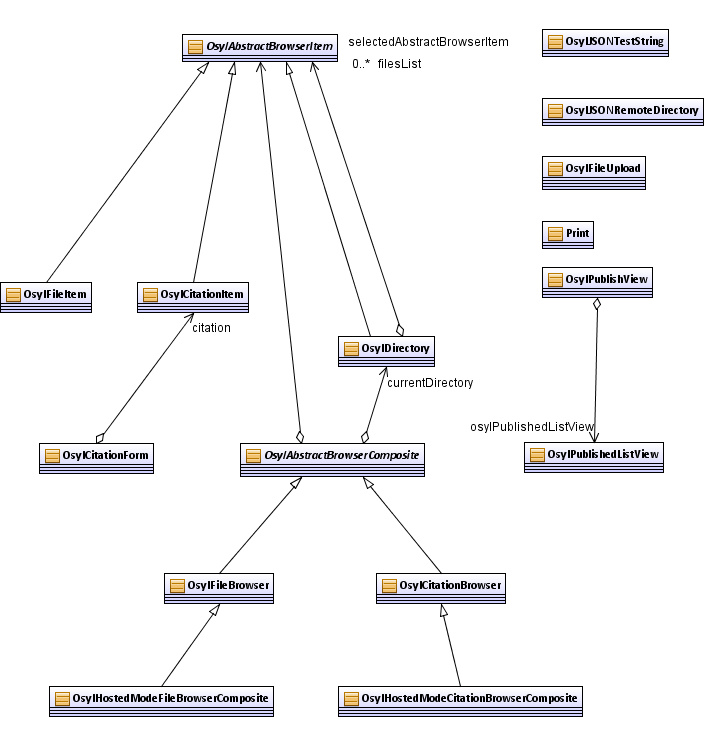 OsylAbstractBrowserItem
selectedAbstractBrowserItem
0..* filesList
OsylJSONTestString
OsylJSONRemoteDirectory
OsylFileUpload
Print
OsylPublishView
OsylFileItem
OsylCitationItem
citation
OsylDirectory
currentDirectory
osylPublishedListView
OsylCitationForm
OsylAbstractBrowserComposite
OsylPublishedListView
OsylFileBrowser
OsylCitationBrowser
OsylHostedModeFileBrowserComposite
OsylHostedModeCitationBrowserComposite